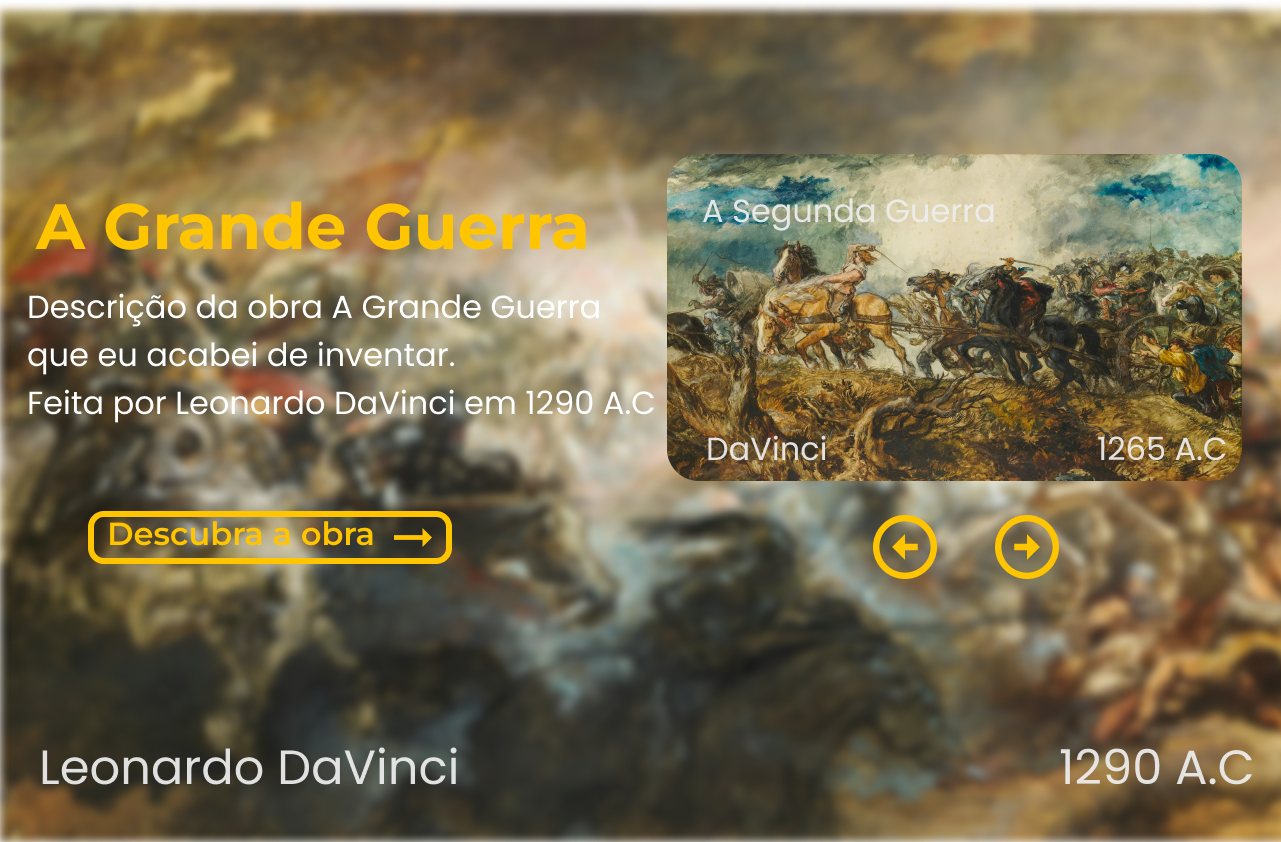 A Grande Guerra
Descrição da obra A Grande Guerra
que eu acabei de inventar.
Feita por Leonardo DaVinci em 1290 A.C
Descubra a obra
A Segunda Guerra
DaVinci
1265 A.C
Leonardo DaVinci
1290 A.C